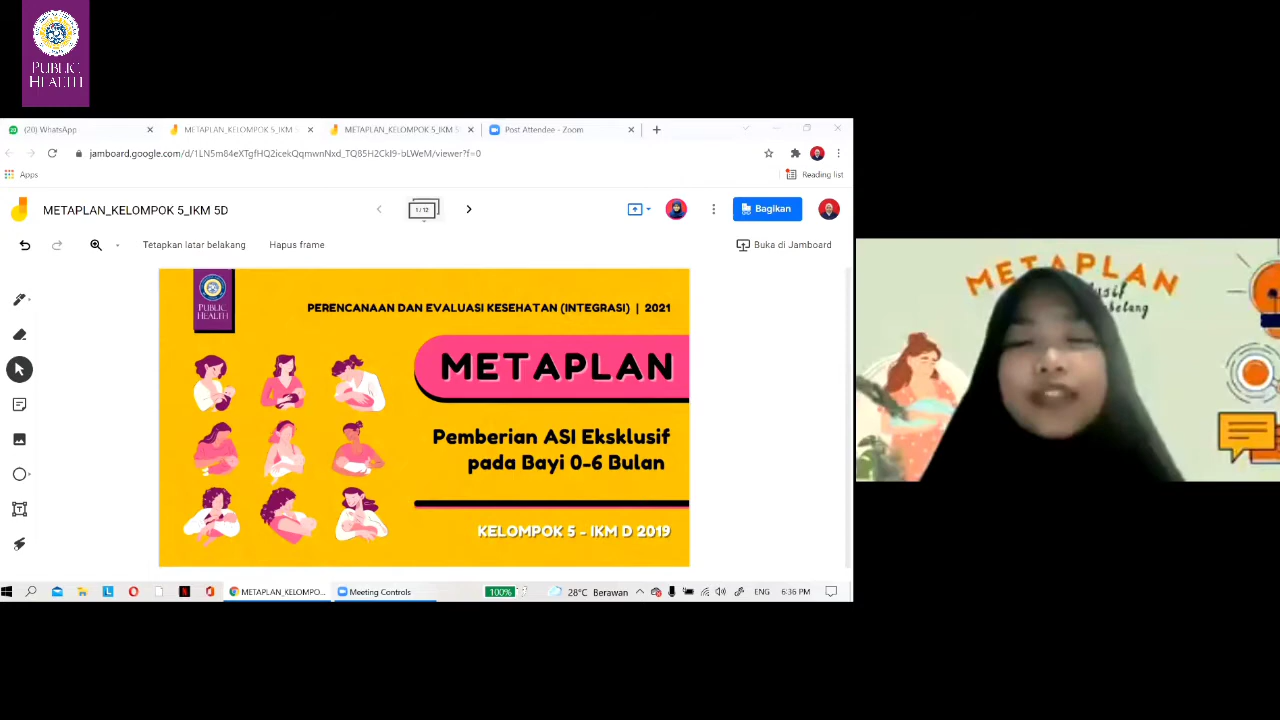 PUBLIC
HEALTH
(20) WhatsApp
METAPLAN_KELOMPOK 5_IKM 5
METAPLAN_KELOMPOK 5_IKM 5
Post Attendee - Zoom
jamboard.google.com/d/1LN5m84eXTgfHQ2icekQqmwnNxd_TQ85H2CkI9-bLWeM/viewer?f=0
Apps
Reading list
METAPLAN_KELOMPOK 5_IKM 5D
1 / 12
Bagikan
Tetapkan latar belakang
Hapus frame
Buka di Jamboard
PUBLIC
HEALTH
PERENCANAAN DAN EVALUASI KESEHATAN (INTEGRASI) | 2021
METAPLAN
Pemberian ASI Eksklusif
pada Bayi 0-6 Bulan
KELOMPOK 5 - IKM D 2019
METAPLAN
METAPLAN_KELOMPO...
Meeting Controls
100%
28°C Berawan
ENG
6:36 PM